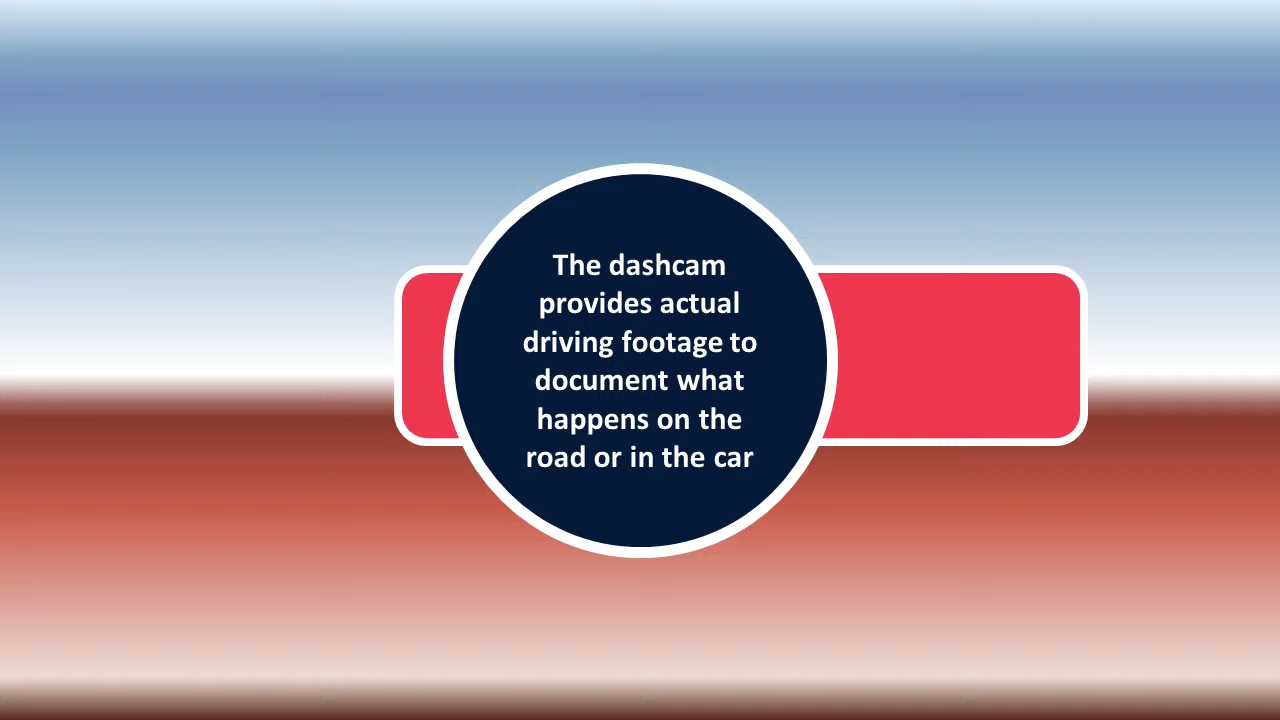 The dashcam
provides actual
driving footage to
document what
happens on the
road or in the car